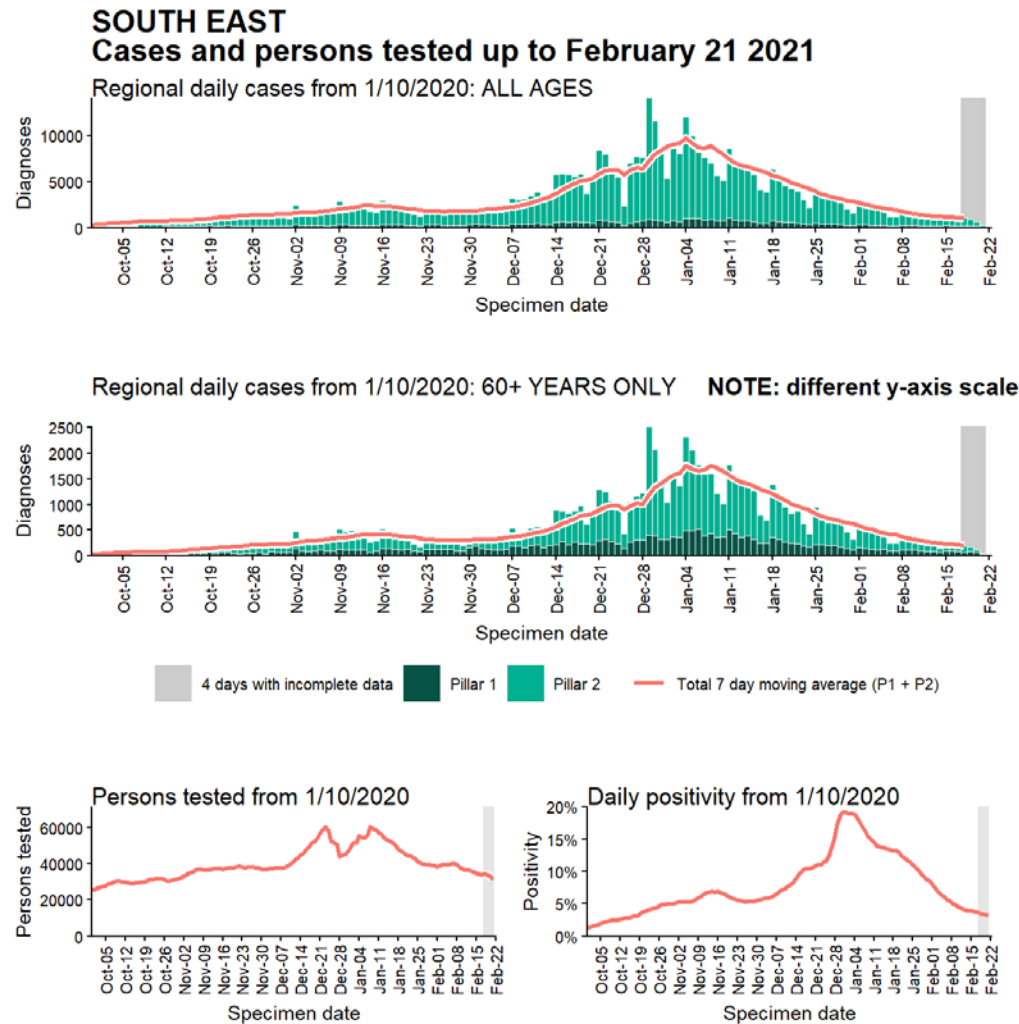 SOUTH EAST
Cases and persons tested up to February 21 2021
Regional daily cases from 1/10/2020: ALL AGES
Diagnoses
10000
5000
0
Oct-05 Oct-12 Oct-19 Oct-26 Nov-02 Nov-09 Nov-16 Nov-23 Nov-30 Dec-07 Dec-14 Dec-21 Dec-28 Jan-04 Jan-11 Jan-18 Jan-25 Feb-01 Feb-08 Feb-15 Feb-22
Specimen date
Regional daily cases from 1/10/2020: 60+ YEARS ONLY NOTE: different y-axis scale
Diagnoses
2500
2000
1500
1000
500
0
Oct-05 Oct-12 Oct-19 Oct-26 Nov-02 Nov-09 Nov-16 Nov-23 Nov-30 Dec-07 Dec-14 Dec-21 Dec-28 Jan-04 Jan-11 Jan-18 Jan-25 Feb-01 Feb-08 Feb-15 Feb-22
Specimen date
4 days with incomplete data Pillar 1 Pillar 2 Total 7 day moving average (P1 + P2)
Persons tested from 1/10/2020
Persons tested
60000
40000
20000
0
Oct-05 Oct-12 Oct-19 Oct-26 Nov-02 Nov-09 Nov-16 Nov-23 Nov-30 Dec-07 Dec-14 Dec-21 Dec-28 Jan-04 Jan-11 Jan-18 Jan-25 Feb-01 Feb-08 Feb-15 Feb-22
Specimen date
Daily positivity from 1/10/2020
Positivity
20%
15%
10%
5%
0%
Oct-05 Oct-12 Oct-19 Oct-26 Nov-02 Nov-09 Nov-16 Nov-23 Nov-30 Dec-07 Dec-14 Dec-21 Dec-28 Jan-04 Jan-11 Jan-18 Jan-25 Feb-01 Feb-08 Feb-15 Feb-22
Specimen date